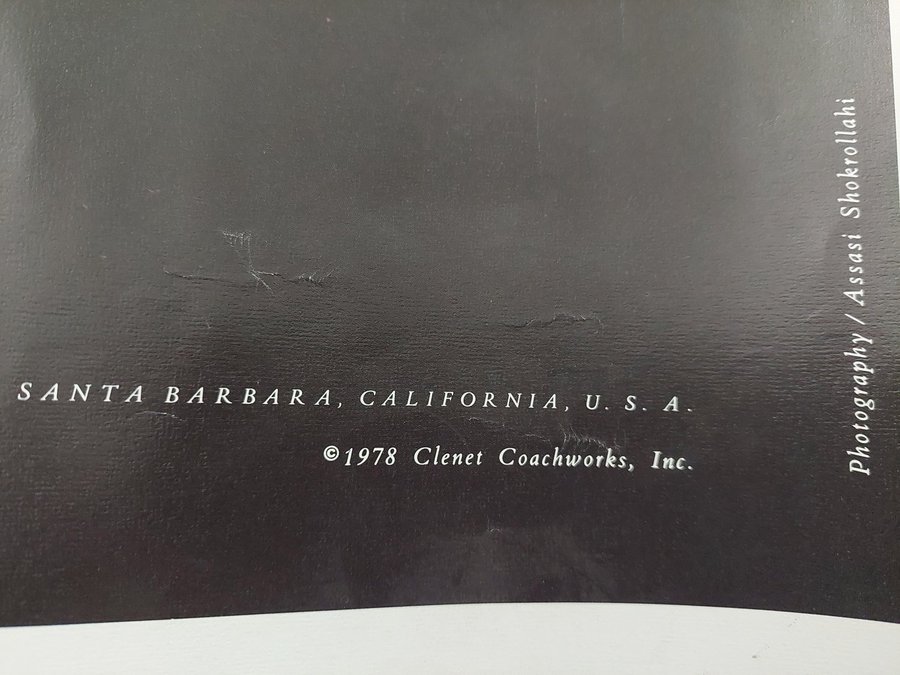 SANTA BARBARA, CALIFORNIA, U. S. A.
©1978 Clenet Coachworks, Inc.
Photography / Assasi Shokrollahi